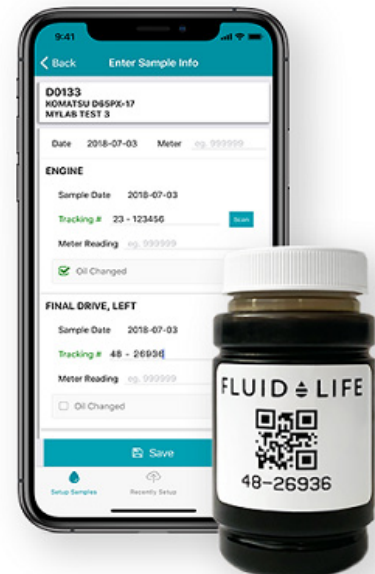 9:41
Back Enter Sample Info
D0133
KOMATSU D65PX-17
MYLAB TEST 3
Date 2018-07-03 Meter eg. 999999
ENGINE
Sample Date 2018-07-03
Tracking # 23 - 123456 Scan
Meter Reading eg. 999999
Oil Changed
FINAL DRIVE, LEFT
Sample Date 2018-07-03
Tracking # 48 - 26936
Meter Reading eg. 999999
Oil Changed
Save
Setup Samples Recently Setup
FLUID LIFE
48-26936